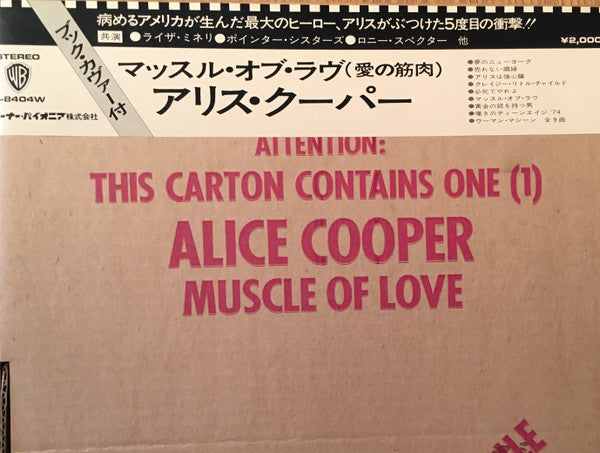 病めるアメリカが生んだ最大のヒーロー、アリスがぶつけた5度目の衝撃!!
共演 ●ライザ・ミネリ ●ポインター・シスターズ ●ロニー・スペクター 他
¥2,000
STEREO
WB
-8404W
ーナー・パイオニア株式会社
ブック・カヴァー付
マッスル・オブ・ラヴ(愛の筋肉)
アリス・クーパー
●夢のニューヨーク
●売れない娼婦
●アリスは強心臓
●クレイジー・リトル・チャイルド
●必死でやれよ
●マッスル・オブ・ラヴ
●黄金の銃を持つ男
●嘆きのティーンエイジ '74
●ウーマン・マシーン 全9曲
ATTENTION:
THIS CARTON CONTAINS ONE (1)
ALICE COOPER
MUSCLE OF LOVE